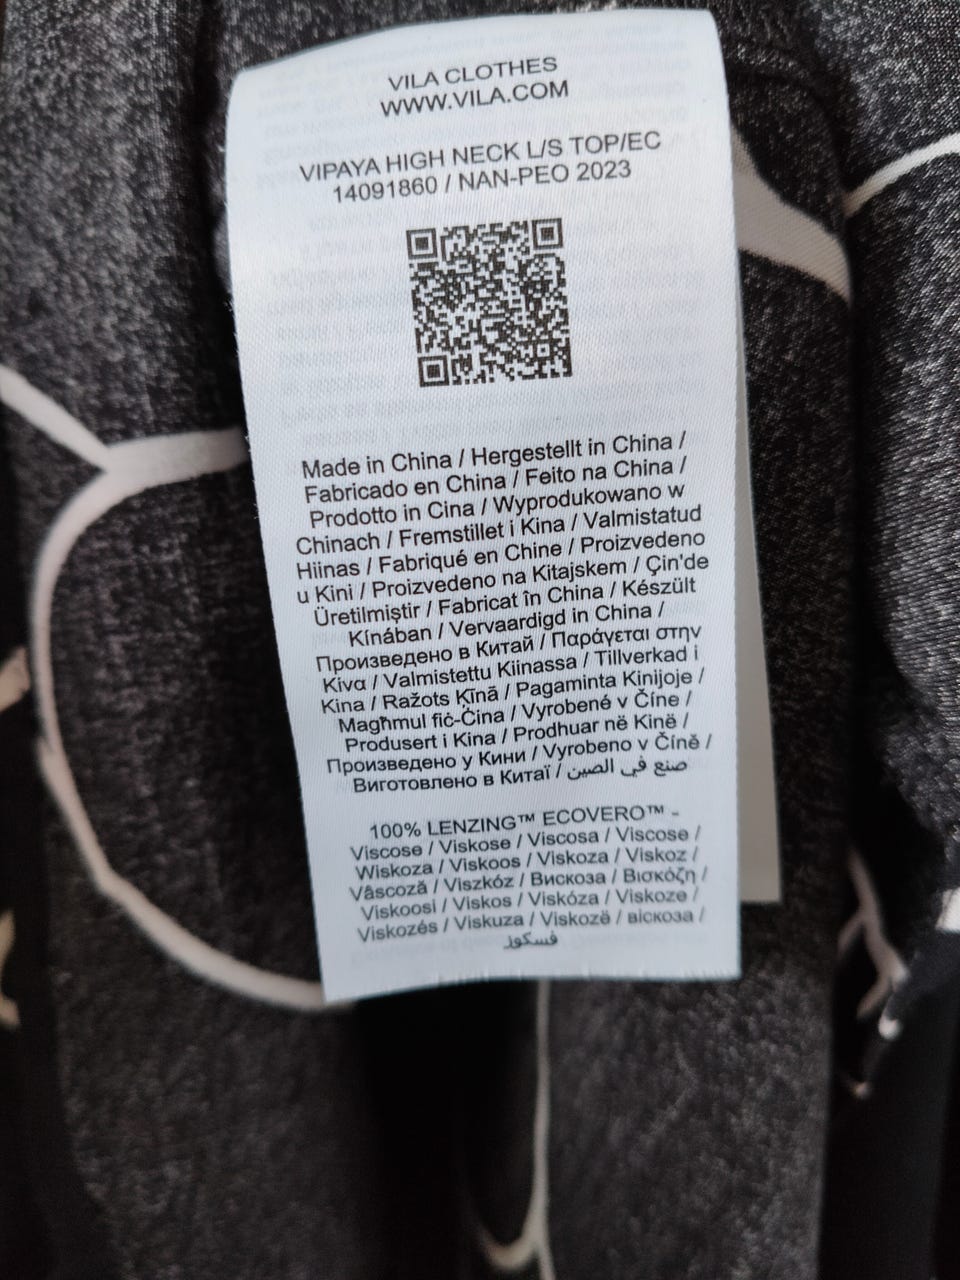 VILA CLOTHES
WWW.VILA.COM
VIPAYA HIGH NECK L/S TOP/EC
14091860 / NAN-PEO 2023
Made in China / Hergestellt in China /
Fabricado en China / Feito na China /
Prodotto in Cina / Wyprodukowano w
Chinach / Fremstillet i Kina / Valmistatud
Hiinas / Fabriqué en Chine / Proizvedeno
u Kini / Proizvedeno na Kitajskem / Çin'de
Üretilmiştir / Fabricat în China / Készült
Kínában / Vervaardigd in China /
Произведено в Китай / Παράγεται στην
Κίνα / Valmistettu Kiinassa / Tillverkad i
Kina / Ražots Ķīnā / Pagaminta Kinijoje /
Magħmul fiċ-Ċina / Vyrobené v Číne /
Produsert i Kina / Prodhuar në Kinë /
Произведено у Кини / Vyrobeno v Číně /
Виготовлено в Китаї / صنع في الصين
100% LENZING™ ECOVERO™ -
Viscose / Viskose / Viscosa / Viscose /
Wiskoza / Viskoos / Viskoza / Viskoz /
Vâscoză / Viszkóz / Вискоза / Βισκόζη /
Viskoosi / Viskos / Viskóza / Viskoze /
Viskozés / Viskuza / Viskozë / віскоза /
فسكوز